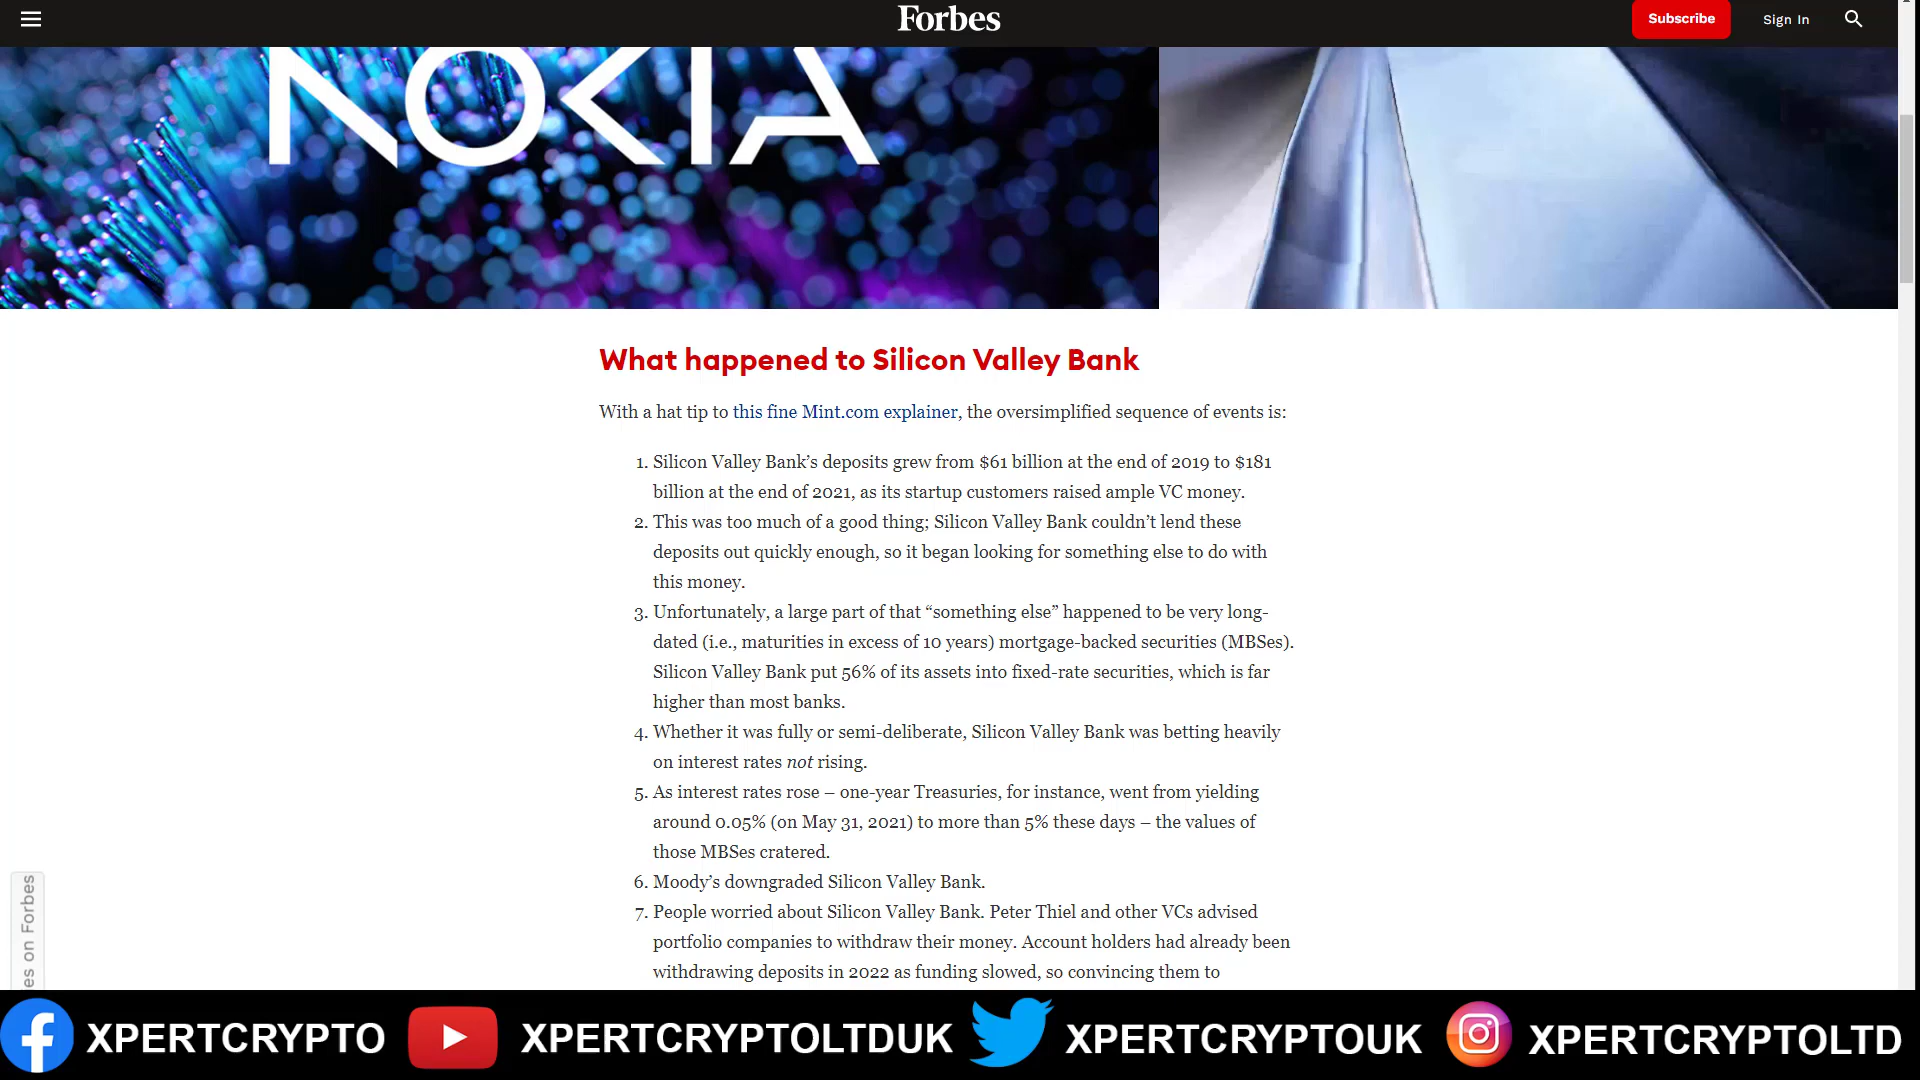 Forbes
Subscribe
Sign In
NOKIA
What happened to Silicon Valley Bank
With a hat tip to this fine Mint.com explainer, the oversimplified sequence of events is:
1. Silicon Valley Bank’s deposits grew from $61 billion at the end of 2019 to $181
billion at the end of 2021, as its startup customers raised ample VC money.
2. This was too much of a good thing; Silicon Valley Bank couldn’t lend these
deposits out quickly enough, so it began looking for something else to do with
this money.
3. Unfortunately, a large part of that “something else” happened to be very long-
dated (i.e., maturities in excess of 10 years) mortgage-backed securities (MBSes).
Silicon Valley Bank put 56% of its assets into fixed-rate securities, which is far
higher than most banks.
4. Whether it was fully or semi-deliberate, Silicon Valley Bank was betting heavily
on interest rates not rising.
5. As interest rates rose – one-year Treasuries, for instance, went from yielding
around 0.05% (on May 31, 2021) to more than 5% these days – the values of
those MBSes cratered.
6. Moody’s downgraded Silicon Valley Bank.
7. People worried about Silicon Valley Bank. Peter Thiel and other VCs advised
portfolio companies to withdraw their money. Account holders had already been
withdrawing deposits in 2022 as funding slowed, so convincing them to
es on Forbes
XPERTCRYPTO
XPERTCRYPTOLTDUK
XPERTCRYPTOUK
XPERTCRYPTOLTD